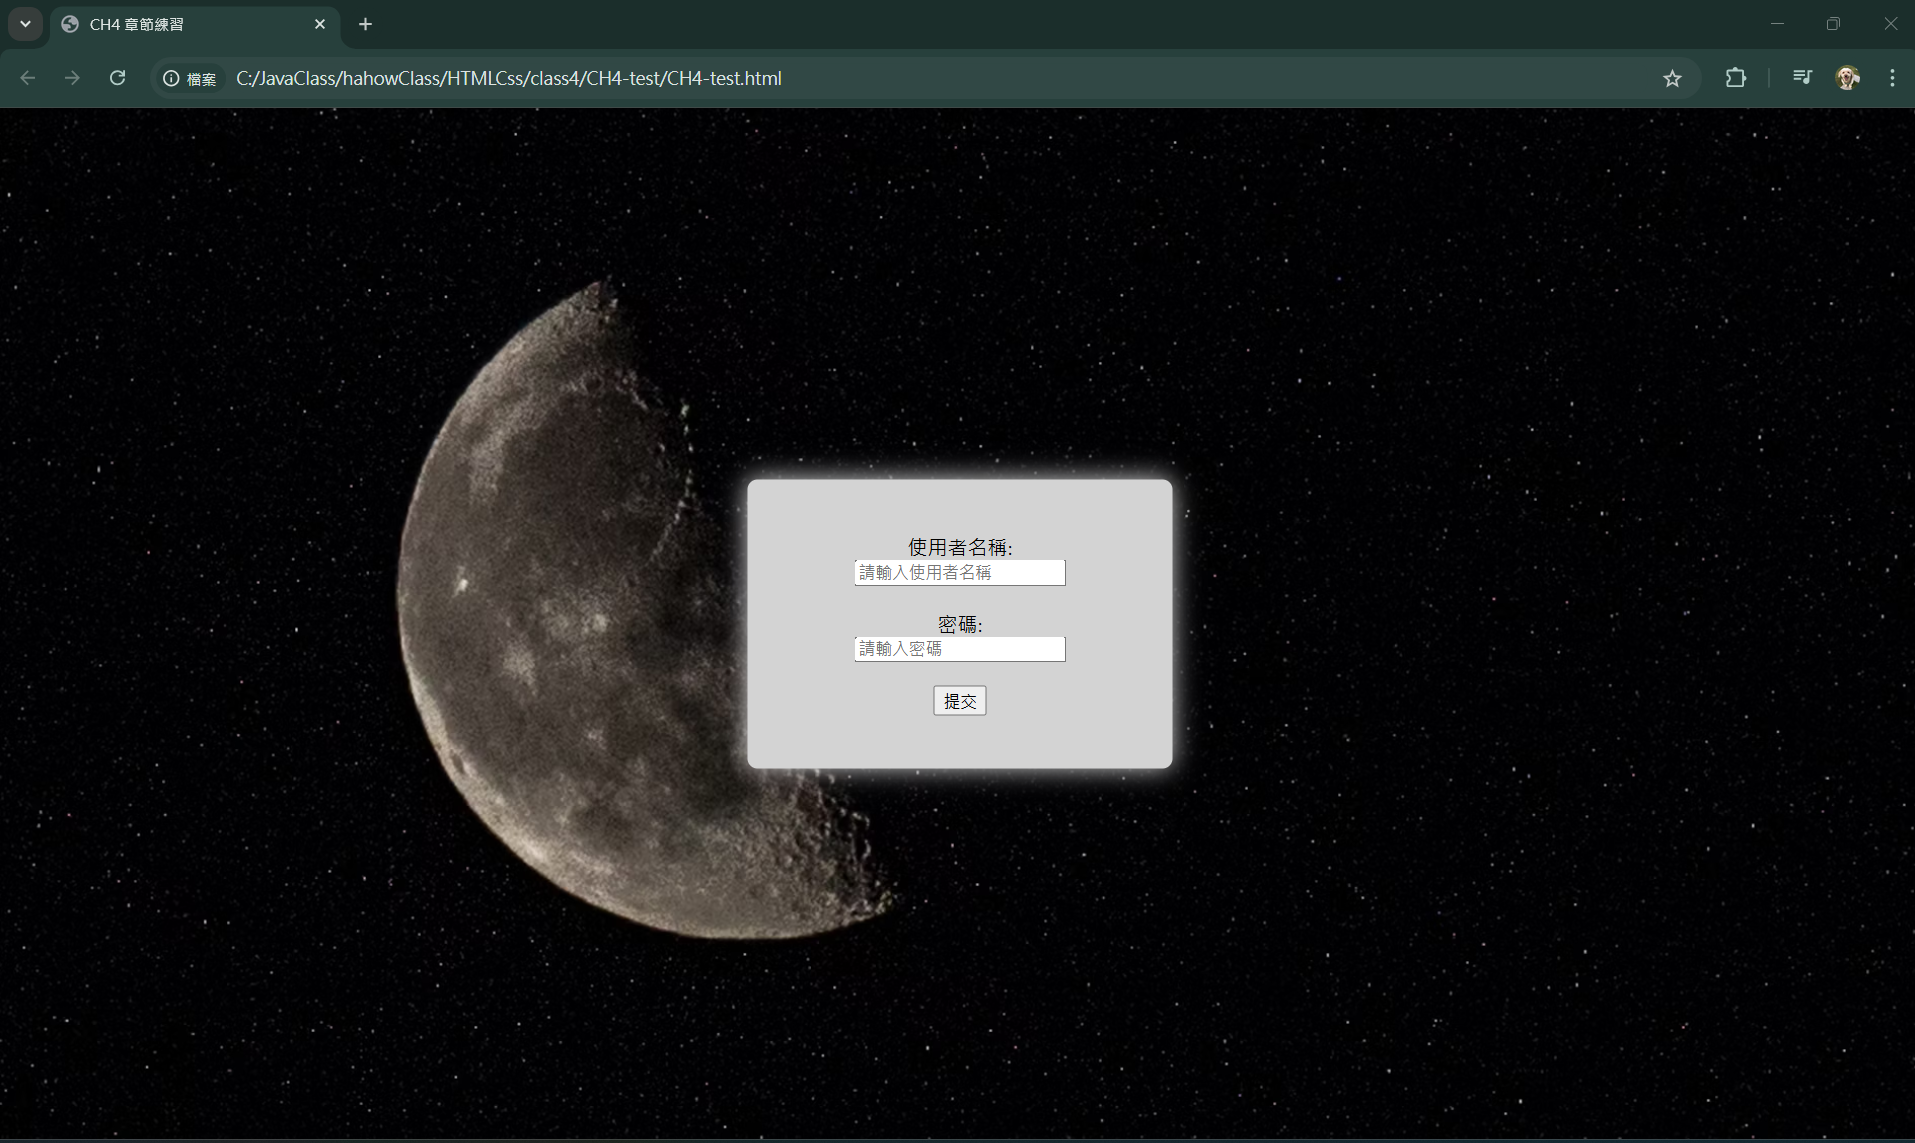 CH4 章節練習
檔案 C:/JavaClass/hahowClass/HTMLCss/class4/CH4-test/CH4-test.html
使用者名稱:
請輸入使用者名稱
密碼:
請輸入密碼
提交